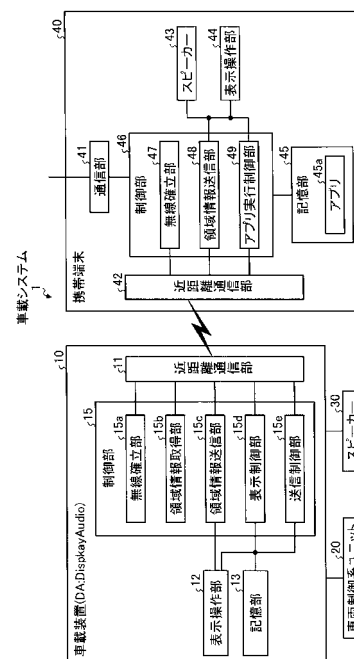 車載システム
1
車載装置(DA:DispkayAudio)
10
制御部
15
無線確立部
15a
領域情報取得部
15b
領域情報送信部
15c
表示制御部
15d
送信制御部
15e
近距離通信部
11
表示操作部
12
記憶部
13
車両制御系ユニット
20
スピーカー
30
携帯端末
40
通信部
41
近距離通信部
42
制御部
46
無線確立部
47
領域情報送信部
48
アプリ実行制御部
49
スピーカー
43
表示操作部
44
記憶部
45
アプリ
45a